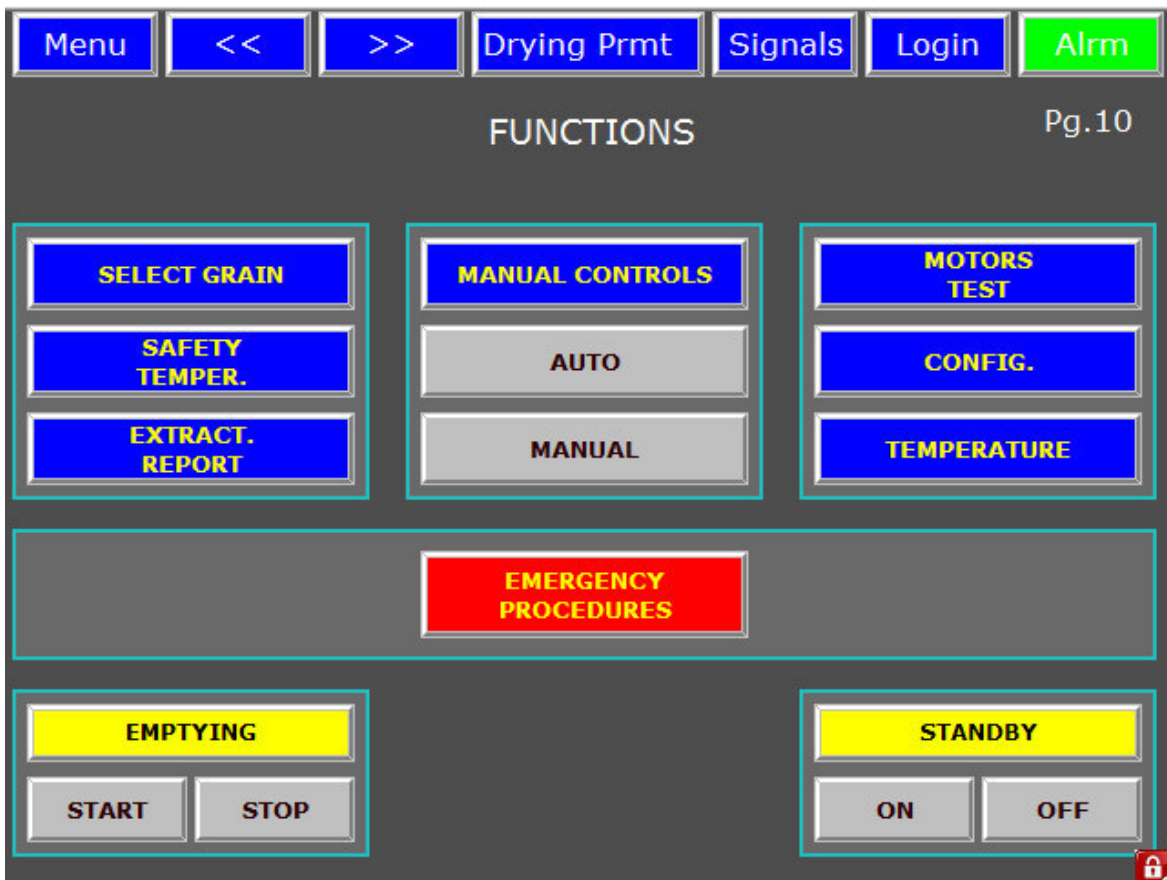 Menu << >> Drying Prmt Signals Login Alrm
FUNCTIONS Pg.10
SELECT GRAIN
SAFETY
TEMPER.
EXTRACT.
REPORT
MANUAL CONTROLS
AUTO
MANUAL
MOTORS
TEST
CONFIG.
TEMPERATURE
EMERGENCY
PROCEDURES
EMPTYING
START STOP
STANDBY
ON OFF